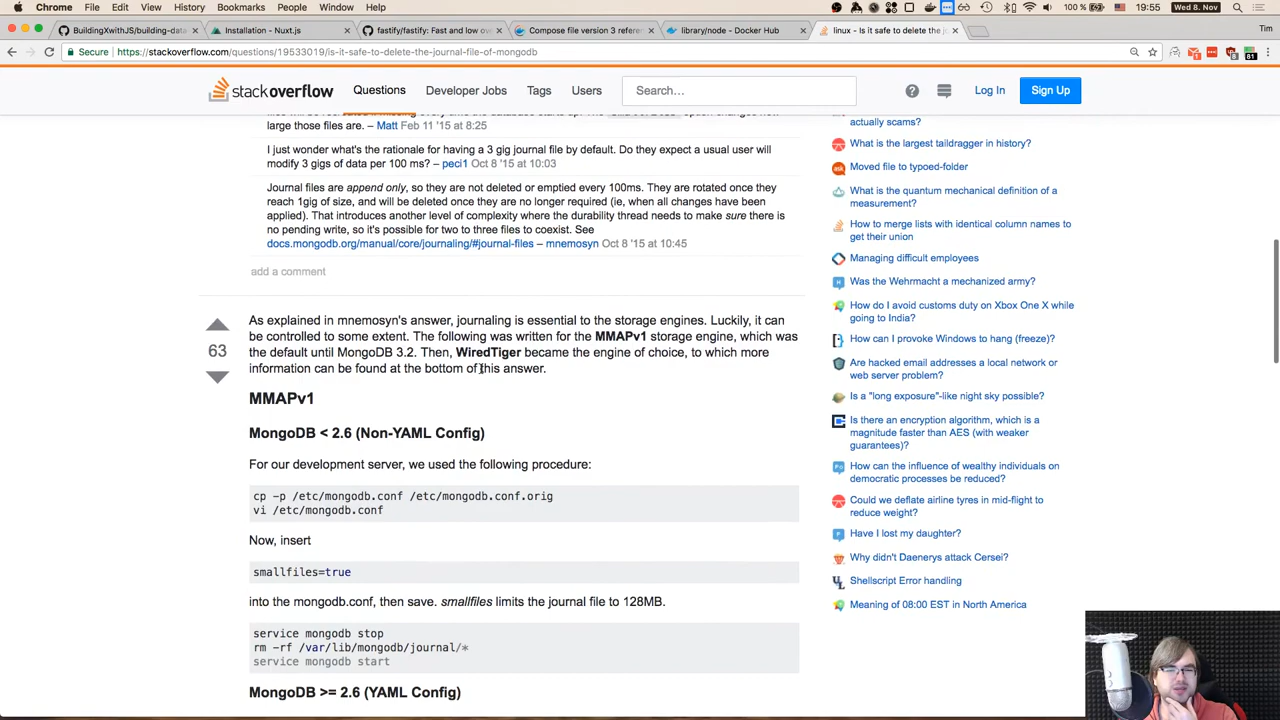 Chrome File Edit View History Bookmarks People Window Help
100 % Wed 8. Nov 19:55
BuildingXwithJS/building-data
Installation - Nuxt.js
fastify/fastify: Fast and low ov
Compose file version 3 refere
library/node - Docker Hub
linux - Is it safe to delete the jo
Tim
Secure https://stackoverflow.com/questions/19533019/is-it-safe-to-delete-the-journal-file-of-mongodb
stackoverflow Questions Developer Jobs Tags Users Search... Log In Sign Up
large those files are. – Matt Feb 11 '15 at 8:25
I just wonder what's the rationale for having a 3 gig journal file by default. Do they expect a usual user will
modify 3 gigs of data per 100 ms? – peci1 Oct 8 '15 at 10:03
Journal files are append only, so they are not deleted or emptied every 100ms. They are rotated once they
reach 1gig of size, and will be deleted once they are no longer required (ie, when all changes have been
applied). That introduces another level of complexity where the durability thread needs to make sure there is
no pending write, so it's possible for two to three files to coexist. See
docs.mongodb.org/manual/core/journaling/#journal-files – mnemosyn Oct 8 '15 at 10:45
add a comment
63
As explained in mnemosyn's answer, journaling is essential to the storage engines. Luckily, it can
be controlled to some extent. The following was written for the MMAPv1 storage engine, which was
the default until MongoDB 3.2. Then, WiredTiger became the engine of choice, to which more
information can be found at the bottom of this answer.
MMAPv1
MongoDB < 2.6 (Non-YAML Config)
For our development server, we used the following procedure:
cp -p /etc/mongodb.conf /etc/mongodb.conf.orig
vi /etc/mongodb.conf
Now, insert
smallfiles=true
into the mongodb.conf, then save. smallfiles limits the journal file to 128MB.
service mongodb stop
rm -rf /var/lib/mongodb/journal/*
service mongodb start
MongoDB >= 2.6 (YAML Config)
actually scams?
What is the largest taildragger in history?
Moved file to typoed-folder
What is the quantum mechanical definition of a
measurement?
How to merge lists with identical column names to
get their union
Managing difficult employees
Was the Wehrmacht a mechanized army?
How do I avoid customs duty on Xbox One X while
going to India?
How can I provoke Windows to hang (freeze)?
Are hacked email addresses a local network or
web server problem?
Is a "long exposure"-like night sky possible?
Is there an encryption algorithm, which is a
magnitude faster than AES (with weaker
guarantees)?
How can the influence of wealthy individuals on
democratic processes be reduced?
Could we deflate airline tyres in mid-flight to
reduce weight?
Have I lost my daughter?
Why didn't Daenerys attack Cersei?
Shellscript Error handling
Meaning of 08:00 EST in North America